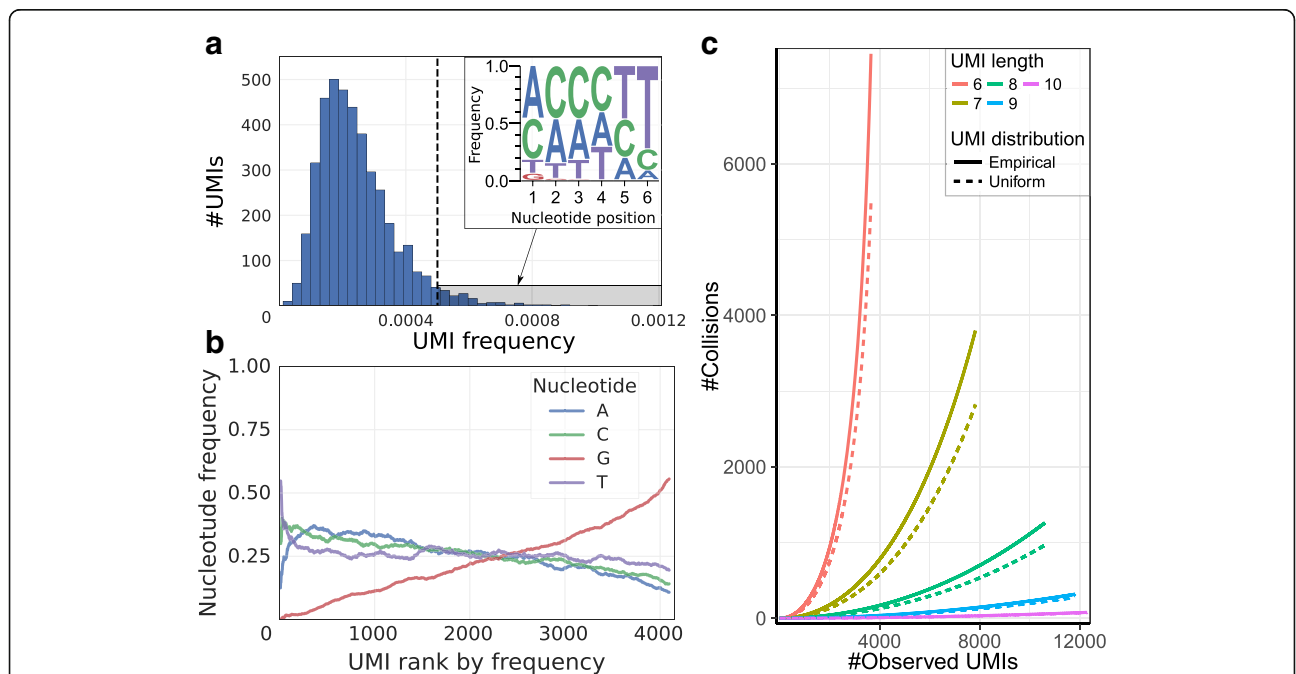 a
#UMIs
500
400
300
200
100
0
0.0004
0.0008
0.0012
UMI frequency
Frequency
1.0
0.5
0.0
A C C C T T
C A A A C C
T T T T A A
G
1 2 3 4 5 6
Nucleotide position
b
Nucleotude frequency
1.00
0.75
0.50
0.25
0
1000
2000
3000
4000
UMI rank by frequency
Nucleotide
A
C
G
T
c
#Collisions
6000
4000
2000
0
4000
8000
12000
#Observed UMIs
UMI length
6 8 10
7 9
UMI distribution
Empirical
Uniform